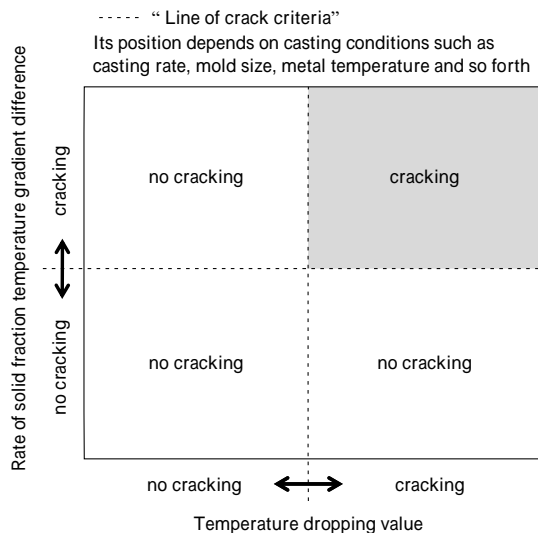 “ Line of crack criteria”
Its position depends on casting conditions such as
casting rate, mold size, metal temperature and so forth
Rate of solid fraction temperature gradient difference
cracking
no cracking
no cracking
cracking
no cracking
no cracking
no cracking
cracking
Temperature dropping value